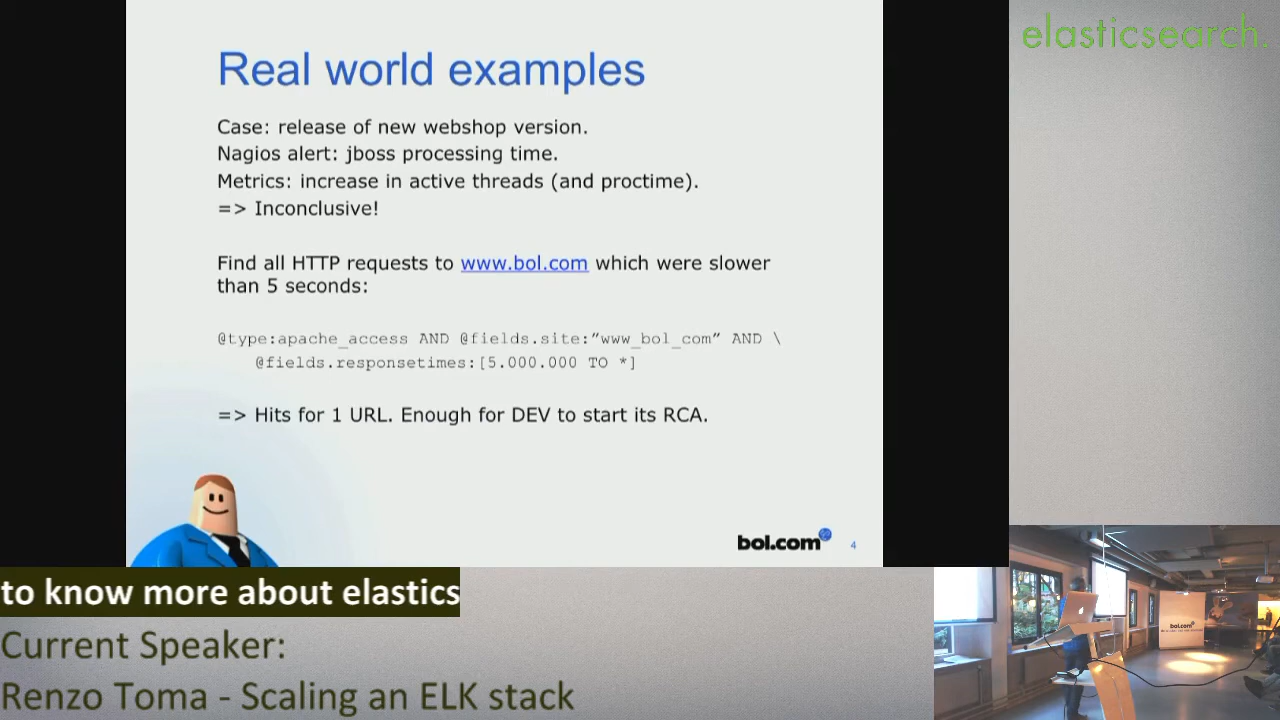 elasticsearch.
Real world examples
Case: release of new webshop version.
Nagios alert: jboss processing time.
Metrics: increase in active threads (and proctime).
=> Inconclusive!
Find all HTTP requests to www.bol.com which were slower
than 5 seconds:
@type:apache_access AND @fields.site:”www_bol_com” AND \
@fields.responsetimes:[5.000.000 TO *]
=> Hits for 1 URL. Enough for DEV to start its RCA.
bol.com
4
to know more about elastics
Current Speaker:
Renzo Toma - Scaling an ELK stack
bol.com